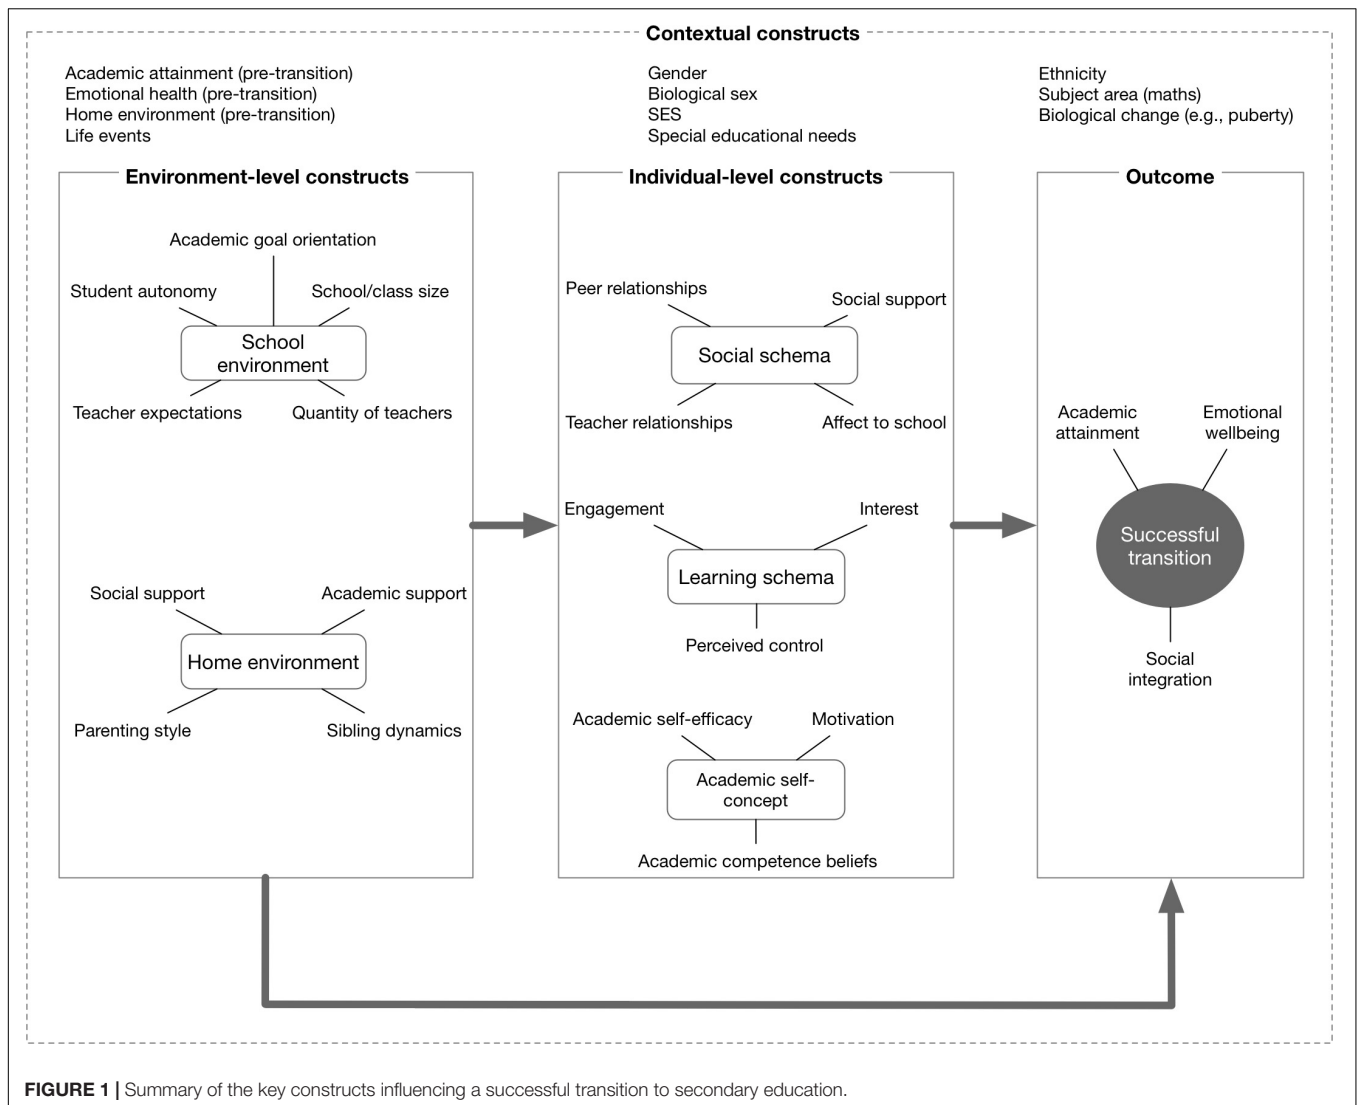 Contextual constructs
Academic attainment (pre-transition)
Emotional health (pre-transition)
Home environment (pre-transition)
Life events
Gender
Biological sex
SES
Special educational needs
Ethnicity
Subject area (maths)
Biological change (e.g., puberty)
Environment-level constructs
Academic goal orientation
Student autonomy
School/class size
School
environment
Teacher expectations
Quantity of teachers
Social support
Academic support
Home environment
Parenting style
Sibling dynamics
Individual-level constructs
Peer relationships
Social support
Social schema
Teacher relationships
Affect to school
Engagement
Interest
Learning schema
Perceived control
Academic self-efficacy
Motivation
Academic self-
concept
Academic competence beliefs
Outcome
Academic
attainment
Emotional
wellbeing
Successful
transition
Social
integration
FIGURE 1 | Summary of the key constructs influencing a successful transition to secondary education.